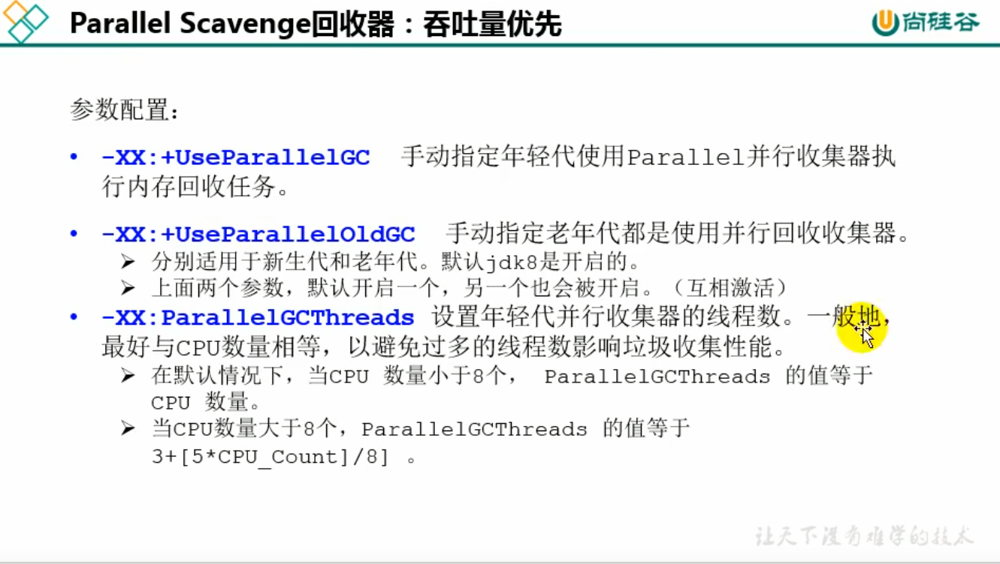 Parallel Scavenge回收器：吞吐量优先
尚硅谷
参数配置：
• -XX:+UseParallelGC 手动指定年轻代使用Parallel并行收集器执
行内存回收任务。
• -XX:+UseParallelOldGC 手动指定老年代都是使用并行回收收集器。
➢ 分别适用于新生代和老年代。默认jdk8是开启的。
➢ 上面两个参数，默认开启一个，另一个也会被开启。（互相激活）
• -XX:ParallelGCThreads 设置年轻代并行收集器的线程数。一般地，
最好与CPU数量相等，以避免过多的线程数影响垃圾收集性能。
➢ 在默认情况下，当CPU 数量小于8个， ParallelGCThreads 的值等于
CPU 数量。
➢ 当CPU数量大于8个，ParallelGCThreads 的值等于
3+[5*CPU_Count]/8] 。
让天下没有难学的技术